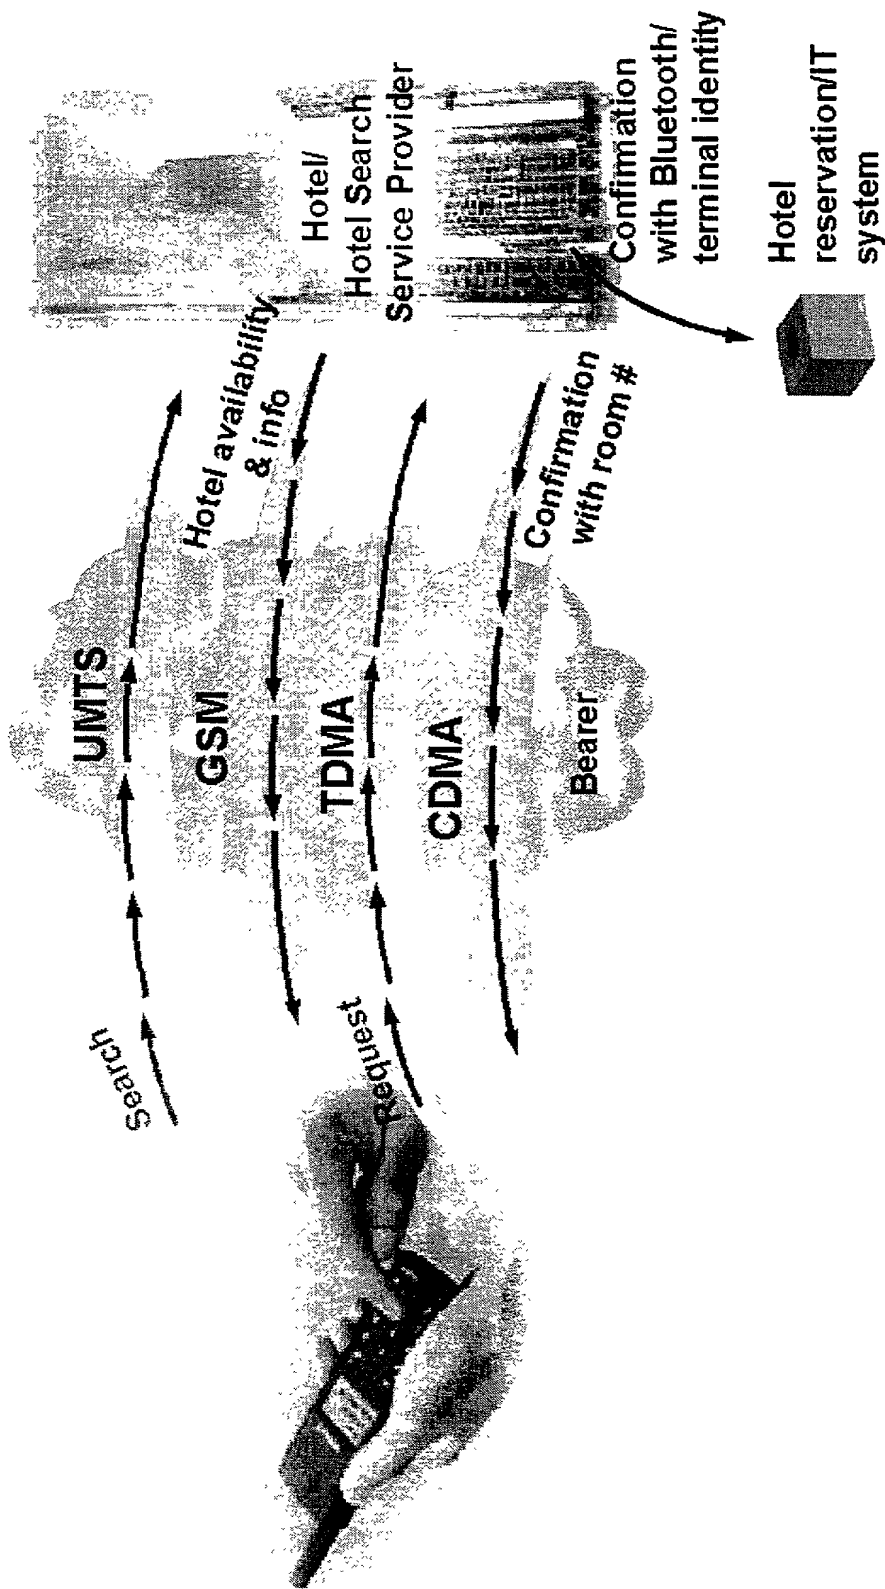 Search
UMTS
Hotel availability
& info
GSM
Request
TDMA
Confirmation
with room #
CDMA
Bearer
Hotel/
Hotel Search
Service Provider
Confirmation
with Bluetooth/
terminal identity
Hotel
reservation/IT
system